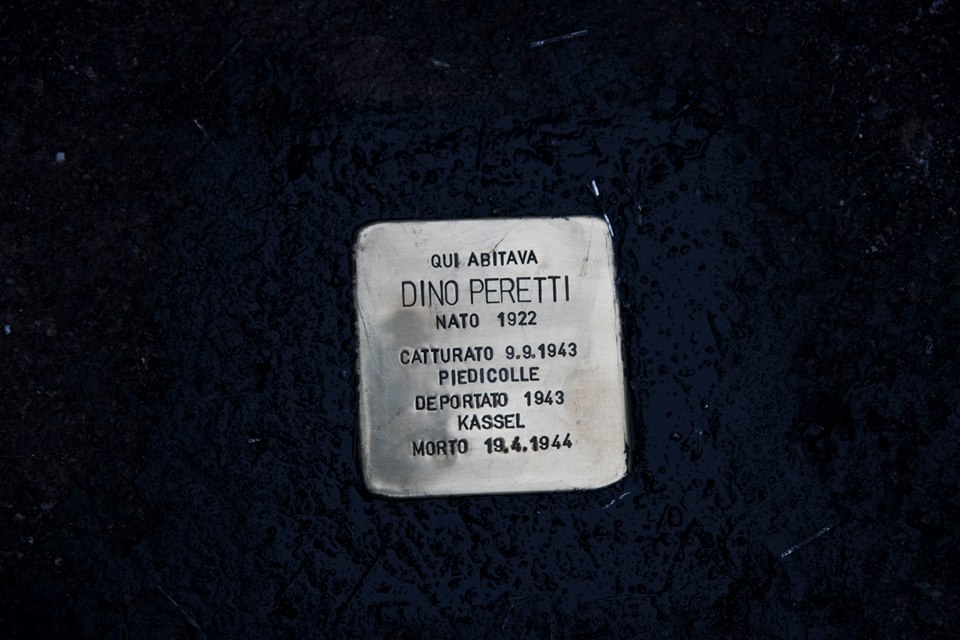 QUI ABITAVA
DINO PERETTI
NATO 1922
CATTURATO 9.9.1943
PIEDICOLLE
DEPORTATO 1943
KASSEL
MORTO 19.4.1944